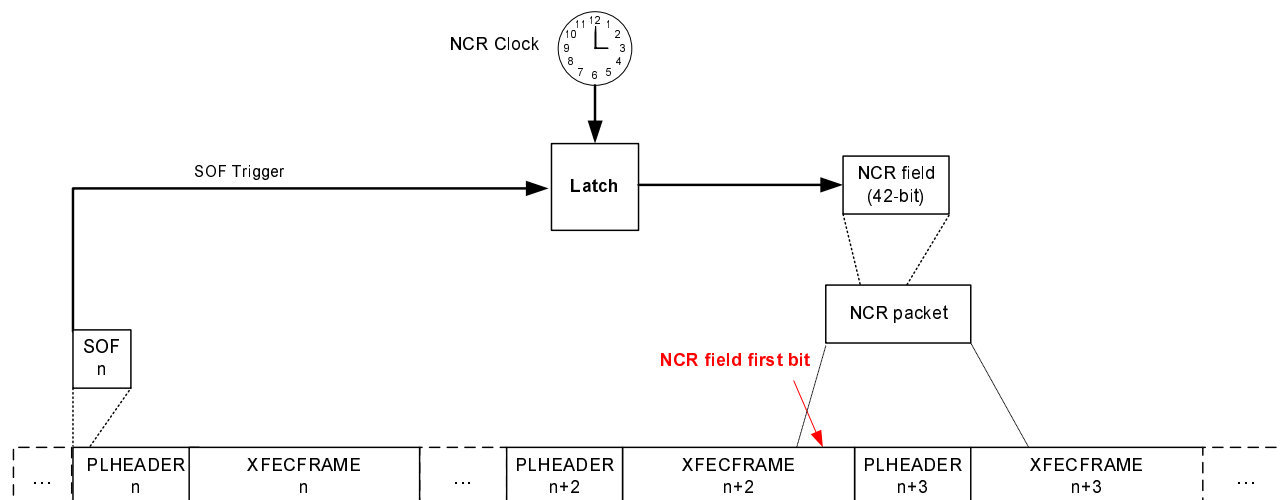 12
11
1
10
2
9
3
8
4
7
5
6
NCR Clock
SOF Trigger
Latch
NCR field
(42-bit)
NCR packet
SOF
n
NCR field first bit
...
PLHEADER
n
XFECFRAME
n
...
PLHEADER
n+2
XFECFRAME
n+2
PLHEADER
n+3
XFECFRAME
n+3
...